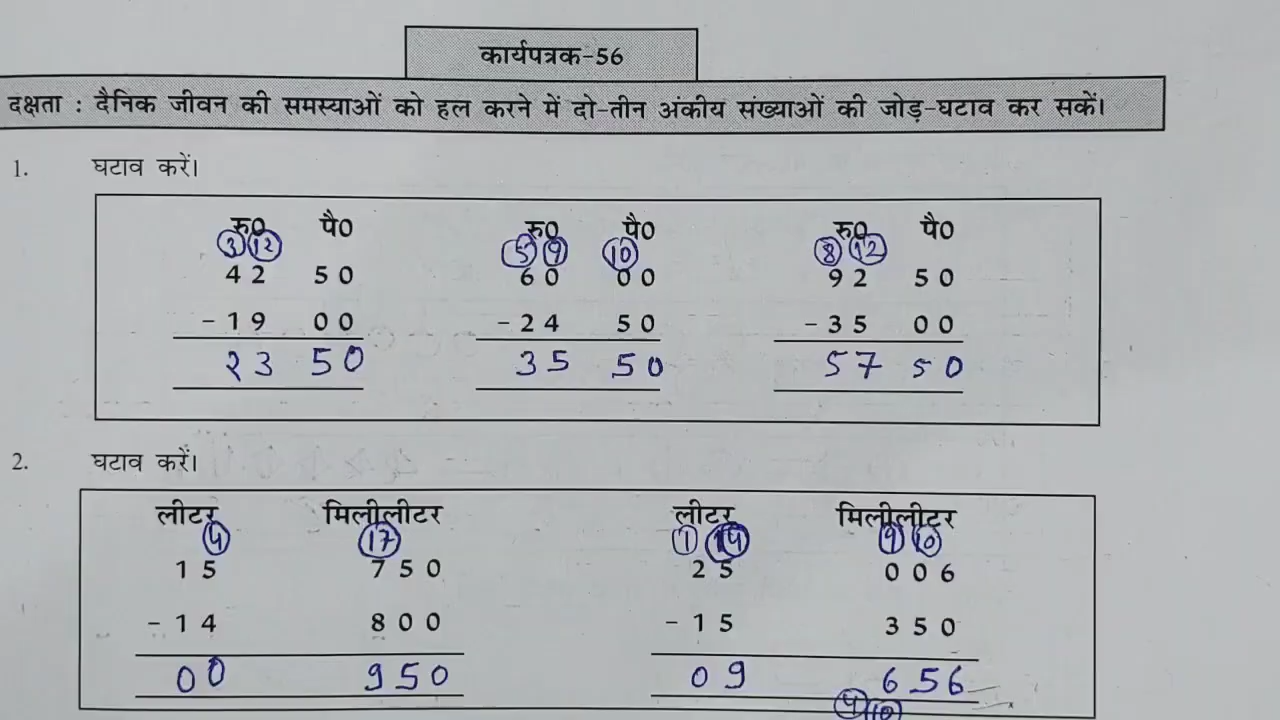 कार्यपत्रक-56
दक्षता : दैनिक जीवन की समस्याओं को हल करने में दो-तीन अंकीय संख्याओं की जोड़-घटाव कर सकें।
1. घटाव करें।
रु0 पै0 रु0 पै0 रु0 पै0
3 12 5 9 10 8 12
42 50 60 00 92 50
-19 00 -24 50 -35 00
23 50 35 50 57 50
2. घटाव करें।
लीटर मिलीलीटर लीटर मिलीलीटर
4 17 1 14 9 10
15 750 25 006
-14 800 -15 350
00 950 09 656
4 10